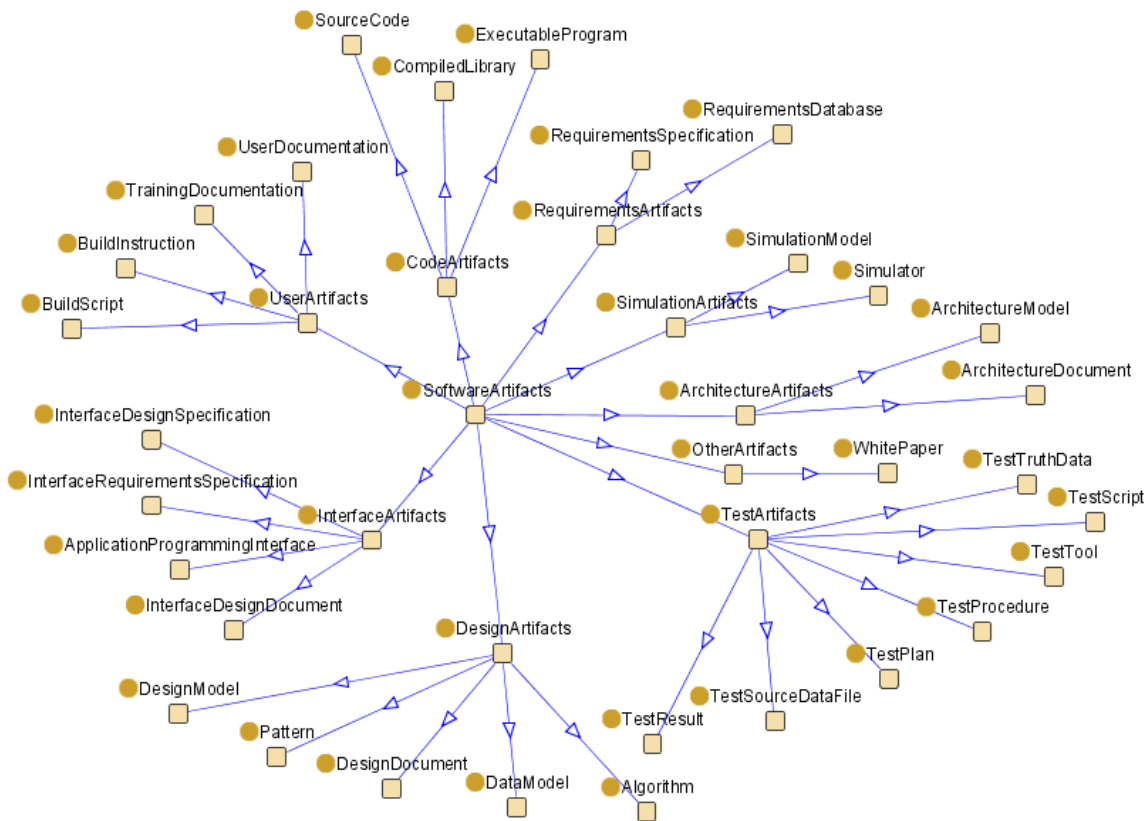 SourceCode
ExecutableProgram
CompiledLibrary
RequirementsDatabase
RequirementsSpecification
UserDocumentation
TrainingDocumentation
RequirementsArtifacts
SimulationModel
BuildInstruction
CodeArtifacts
Simulator
BuildScript
UserArtifacts
SimulationArtifacts
ArchitectureModel
SoftwareArtifacts
ArchitectureArtifacts
ArchitectureDocument
InterfaceDesignSpecification
OtherArtifacts
WhitePaper
TestTruthData
InterfaceRequirementsSpecification
TestScript
InterfaceArtifacts
TestArtifacts
ApplicationProgrammingInterface
TestTool
InterfaceDesignDocument
TestProcedure
DesignArtifacts
TestPlan
DesignModel
TestSourceDataFile
Pattern
TestResult
DesignDocument
DataModel
Algorithm